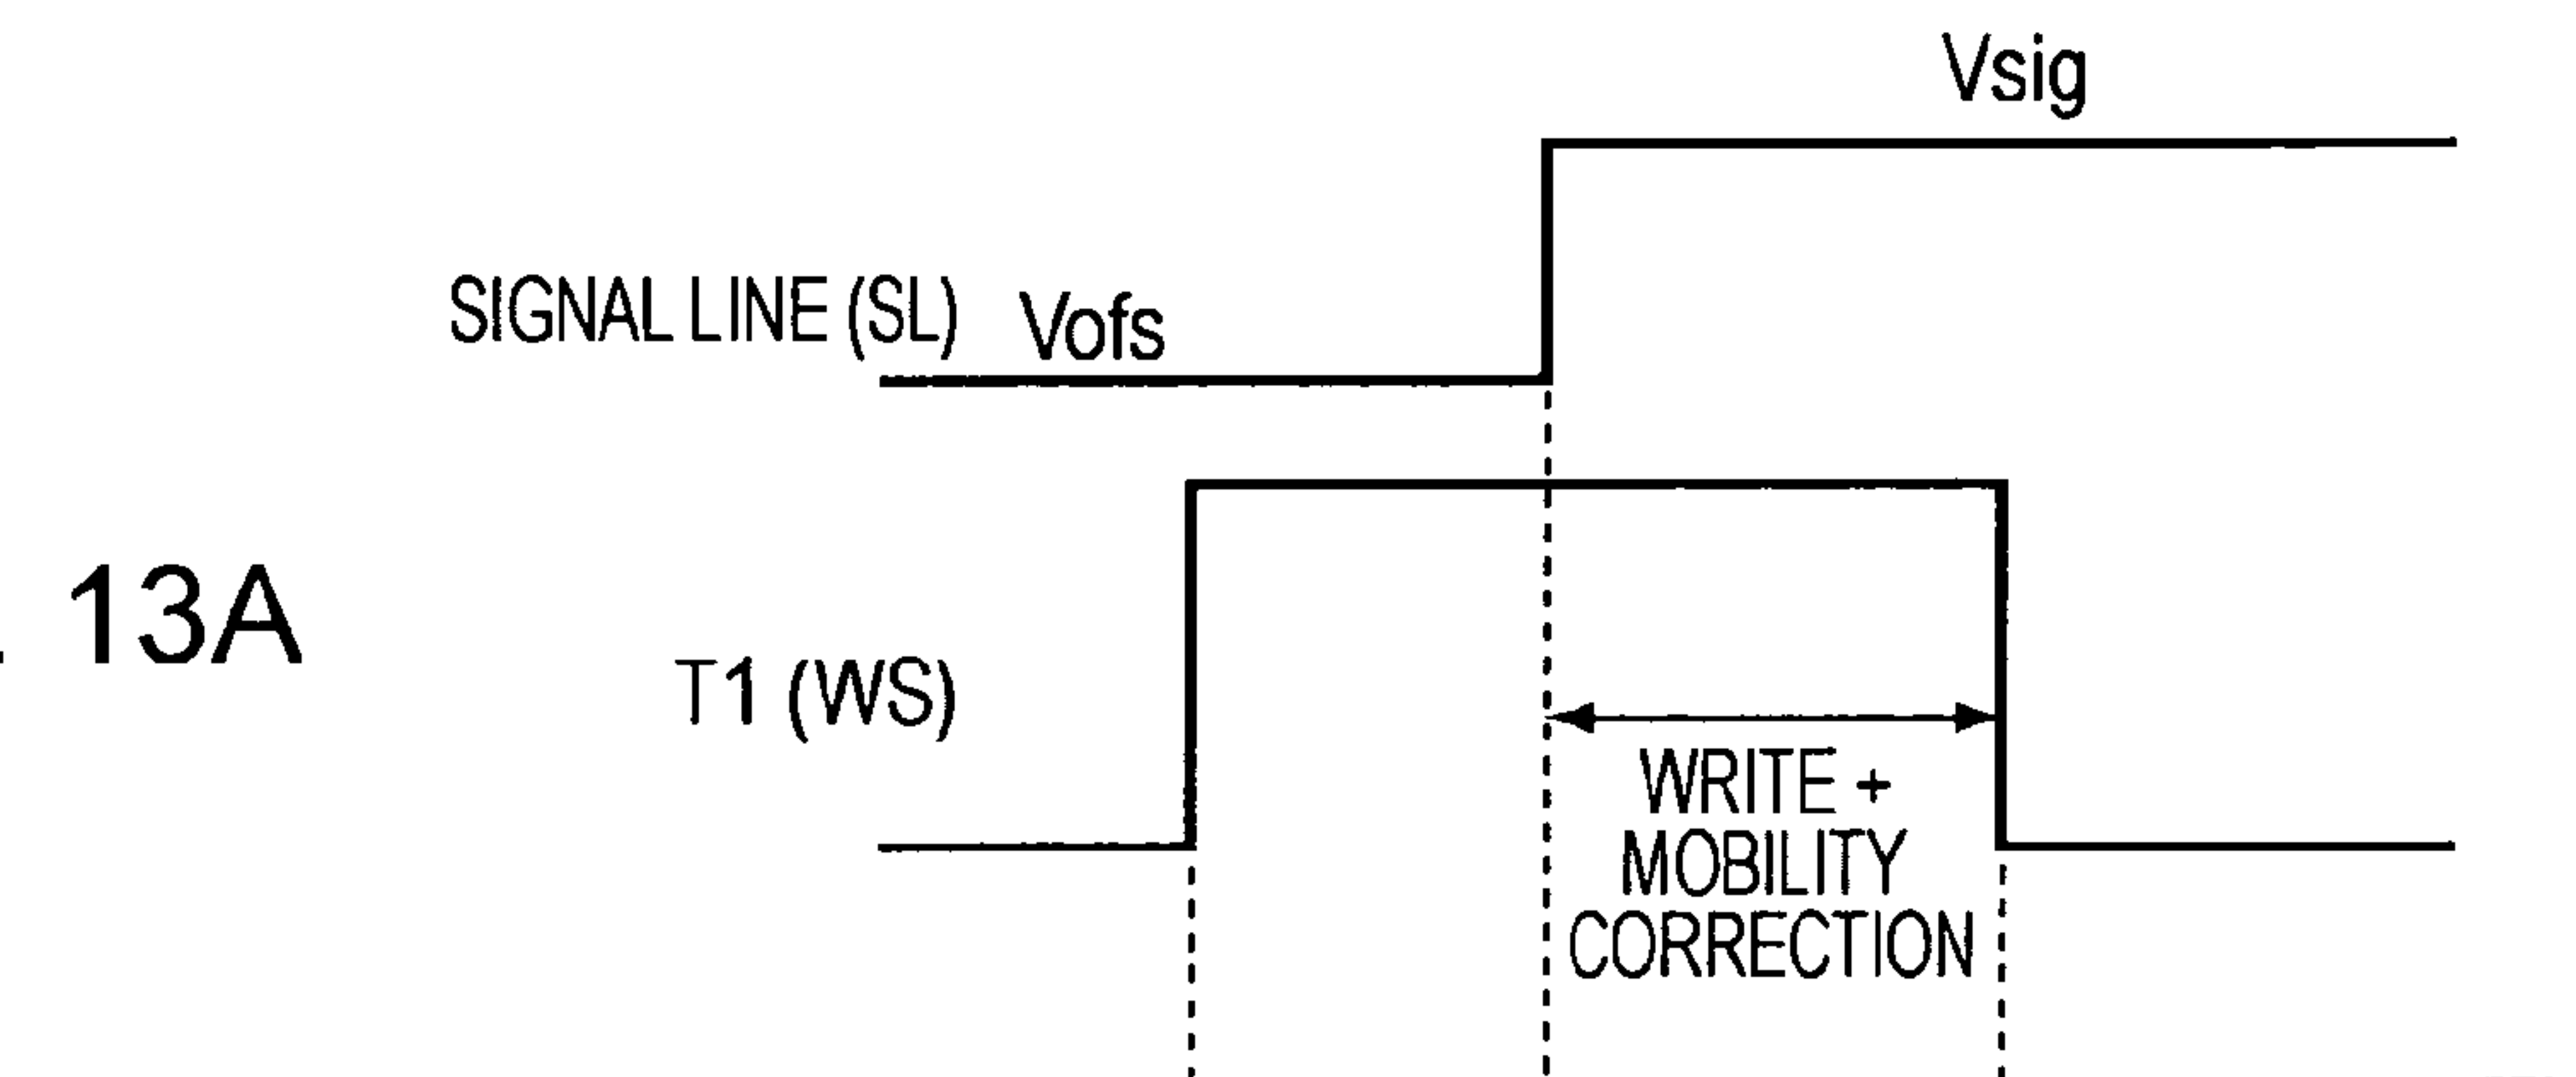 Vsig
SIGNAL LINE (SL) Vofs
13A
T1 (WS)
WRITE +
MOBILITY
CORRECTION